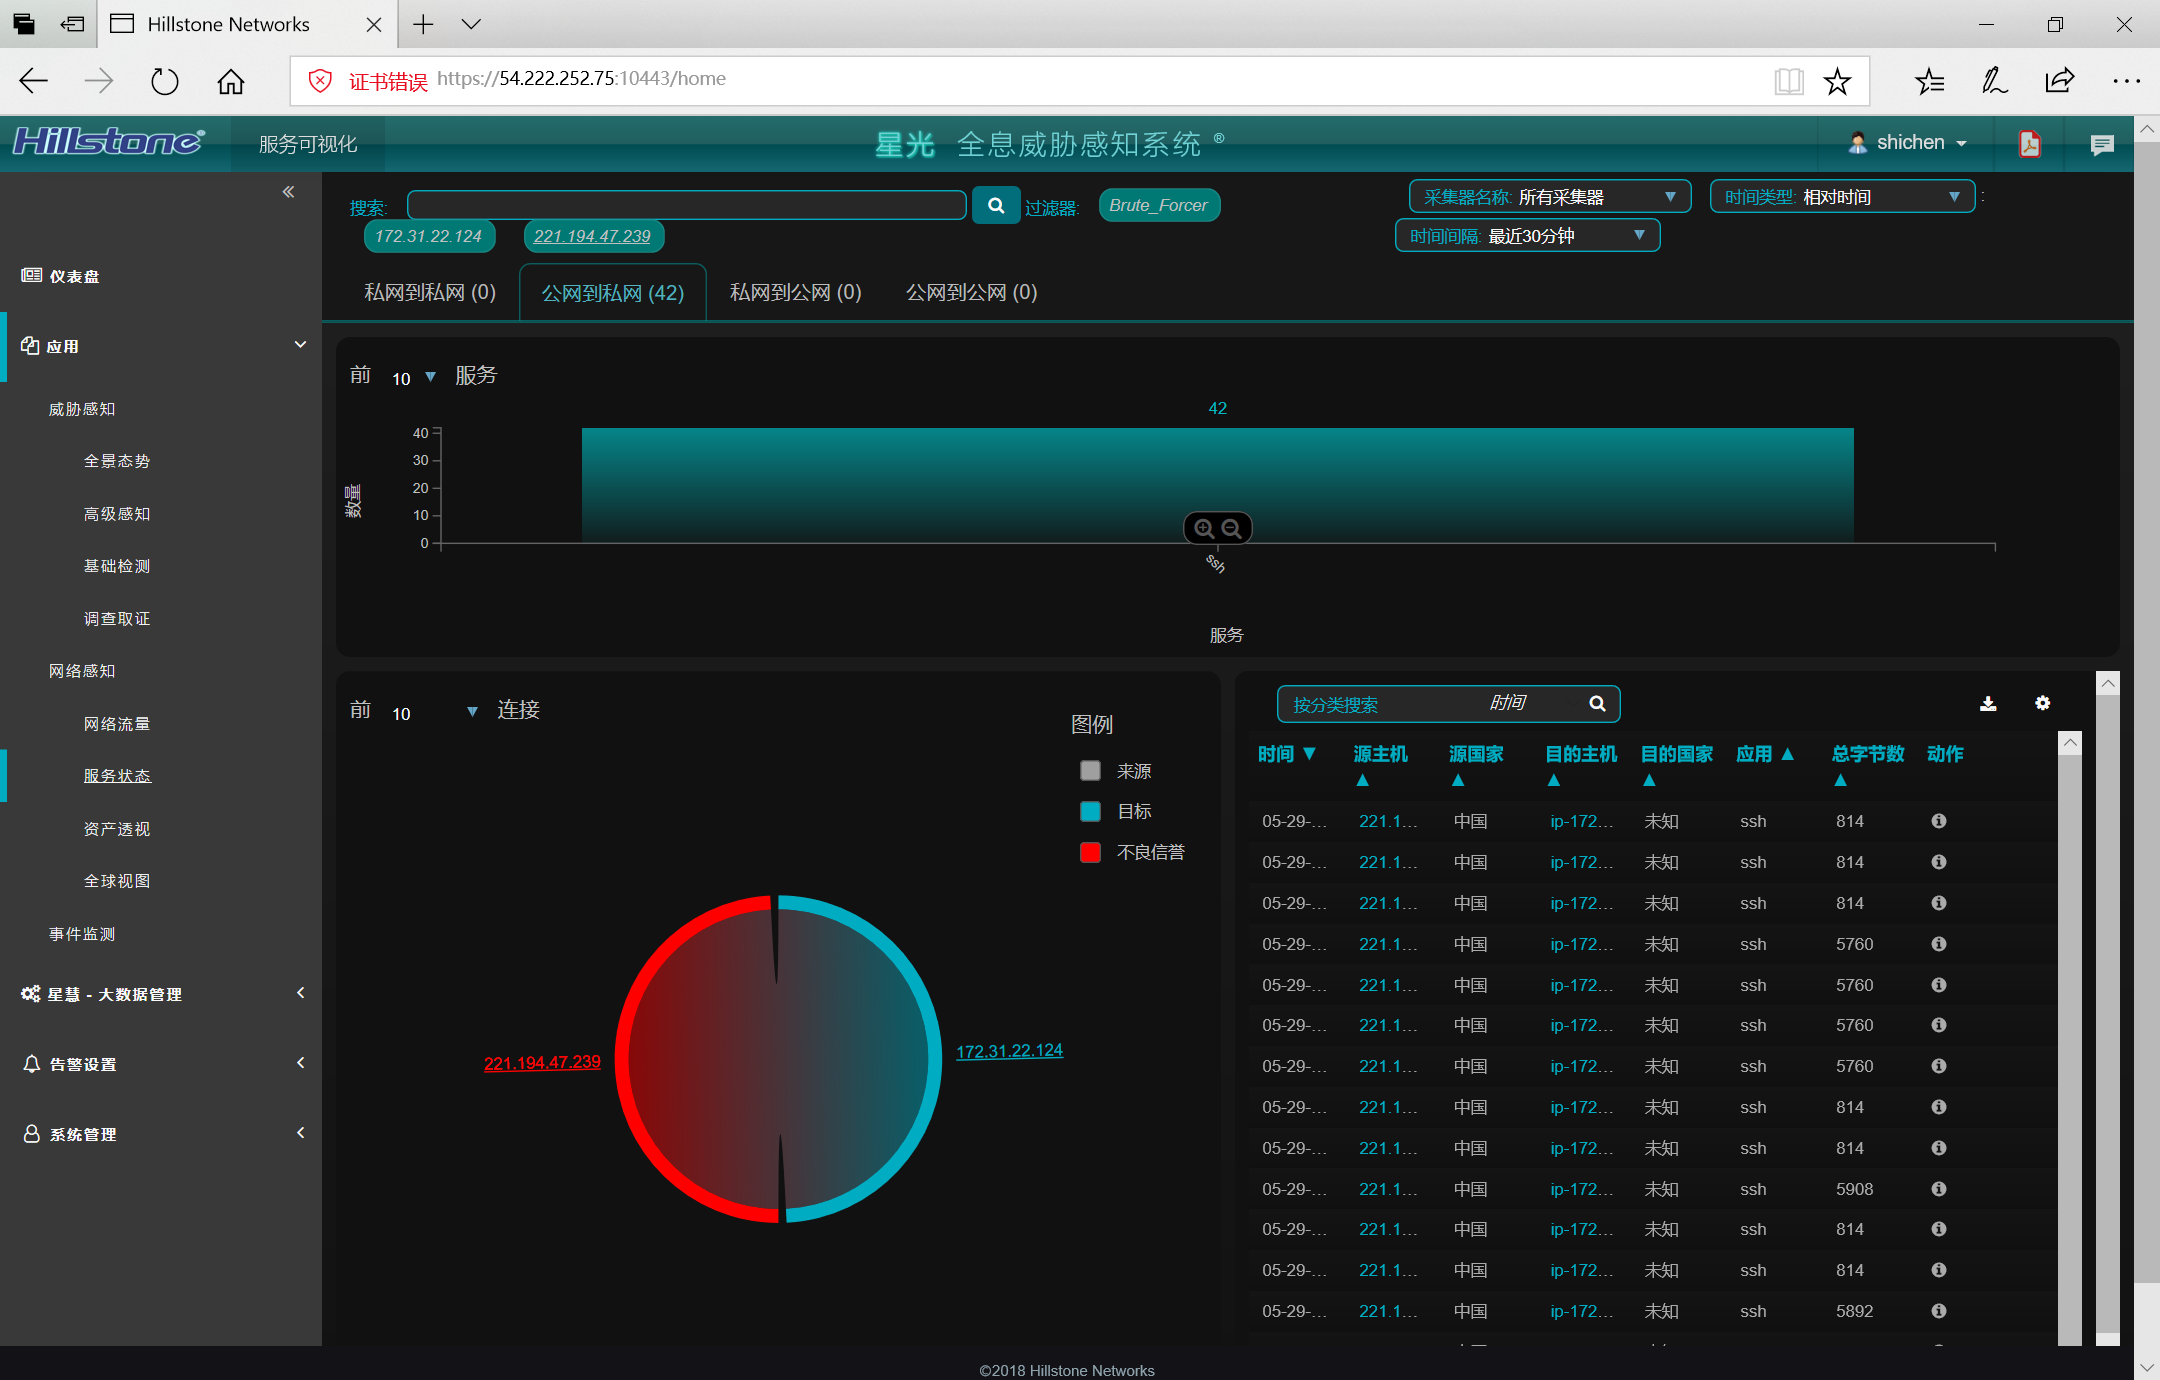 Hillstone Networks
证书错误 https://54.222.252.75:10443/home
Hillstone
服务可视化
星光 全息威胁感知系统 ®
shichen
仪表盘
应用
威胁感知
全景态势
高级感知
基础检测
调查取证
网络感知
网络流量
服务状态
资产透视
全球视图
事件监测
星慧 - 大数据管理
告警设置
系统管理
搜索: 过滤器: Brute_Forcer
172.31.22.124 221.194.47.239
采集器名称: 所有采集器 时间类型: 相对时间 :
时间间隔: 最近30分钟
私网到私网 (0) 公网到私网 (42) 私网到公网 (0) 公网到公网 (0)
前 10 服务
42
40
30
20
10
0
数量
ssh
服务
前 10 连接
图例
来源
目标
不良信誉
221.194.47.239
172.31.22.124
按分类搜索 时间
时间 源主机 源国家 目的主机 目的国家 应用 总字节数 动作
05-29-... 221.1... 中国 ip-172... 未知 ssh 814
05-29-... 221.1... 中国 ip-172... 未知 ssh 814
05-29-... 221.1... 中国 ip-172... 未知 ssh 814
05-29-... 221.1... 中国 ip-172... 未知 ssh 5760
05-29-... 221.1... 中国 ip-172... 未知 ssh 5760
05-29-... 221.1... 中国 ip-172... 未知 ssh 5760
05-29-... 221.1... 中国 ip-172... 未知 ssh 5760
05-29-... 221.1... 中国 ip-172... 未知 ssh 814
05-29-... 221.1... 中国 ip-172... 未知 ssh 814
05-29-... 221.1... 中国 ip-172... 未知 ssh 5908
05-29-... 221.1... 中国 ip-172... 未知 ssh 814
05-29-... 221.1... 中国 ip-172... 未知 ssh 814
05-29-... 221.1... 中国 ip-172... 未知 ssh 5892
©2018 Hillstone Networks